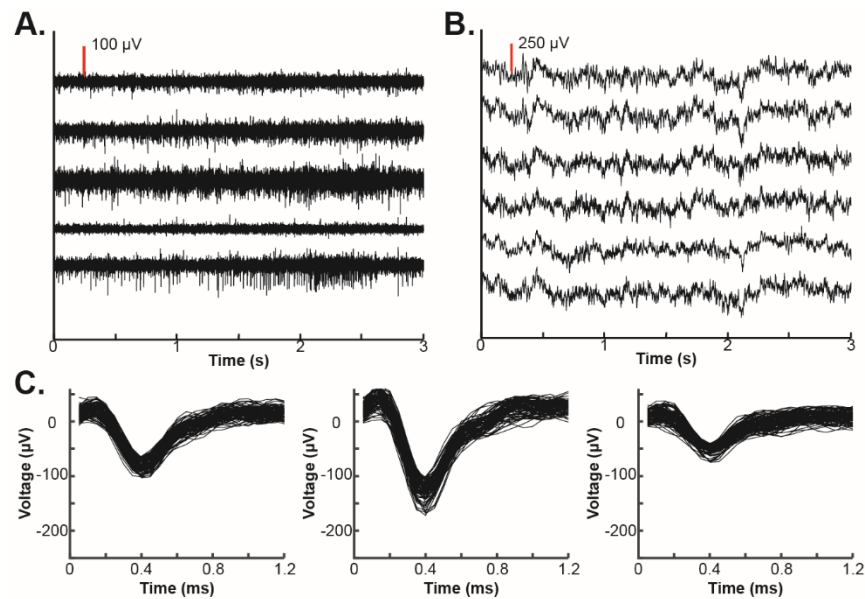 A.
100 µV
0 1 2 3
Time (s)
B.
250 µV
0 1 2 3
Time (s)
C.
Voltage (µV)
0
-100
-200
0 0.4 0.8 1.2
Time (ms)
Voltage (µV)
0
-100
-200
0 0.4 0.8 1.2
Time (ms)
Voltage (µV)
0
-100
-200
0 0.4 0.8 1.2
Time (ms)